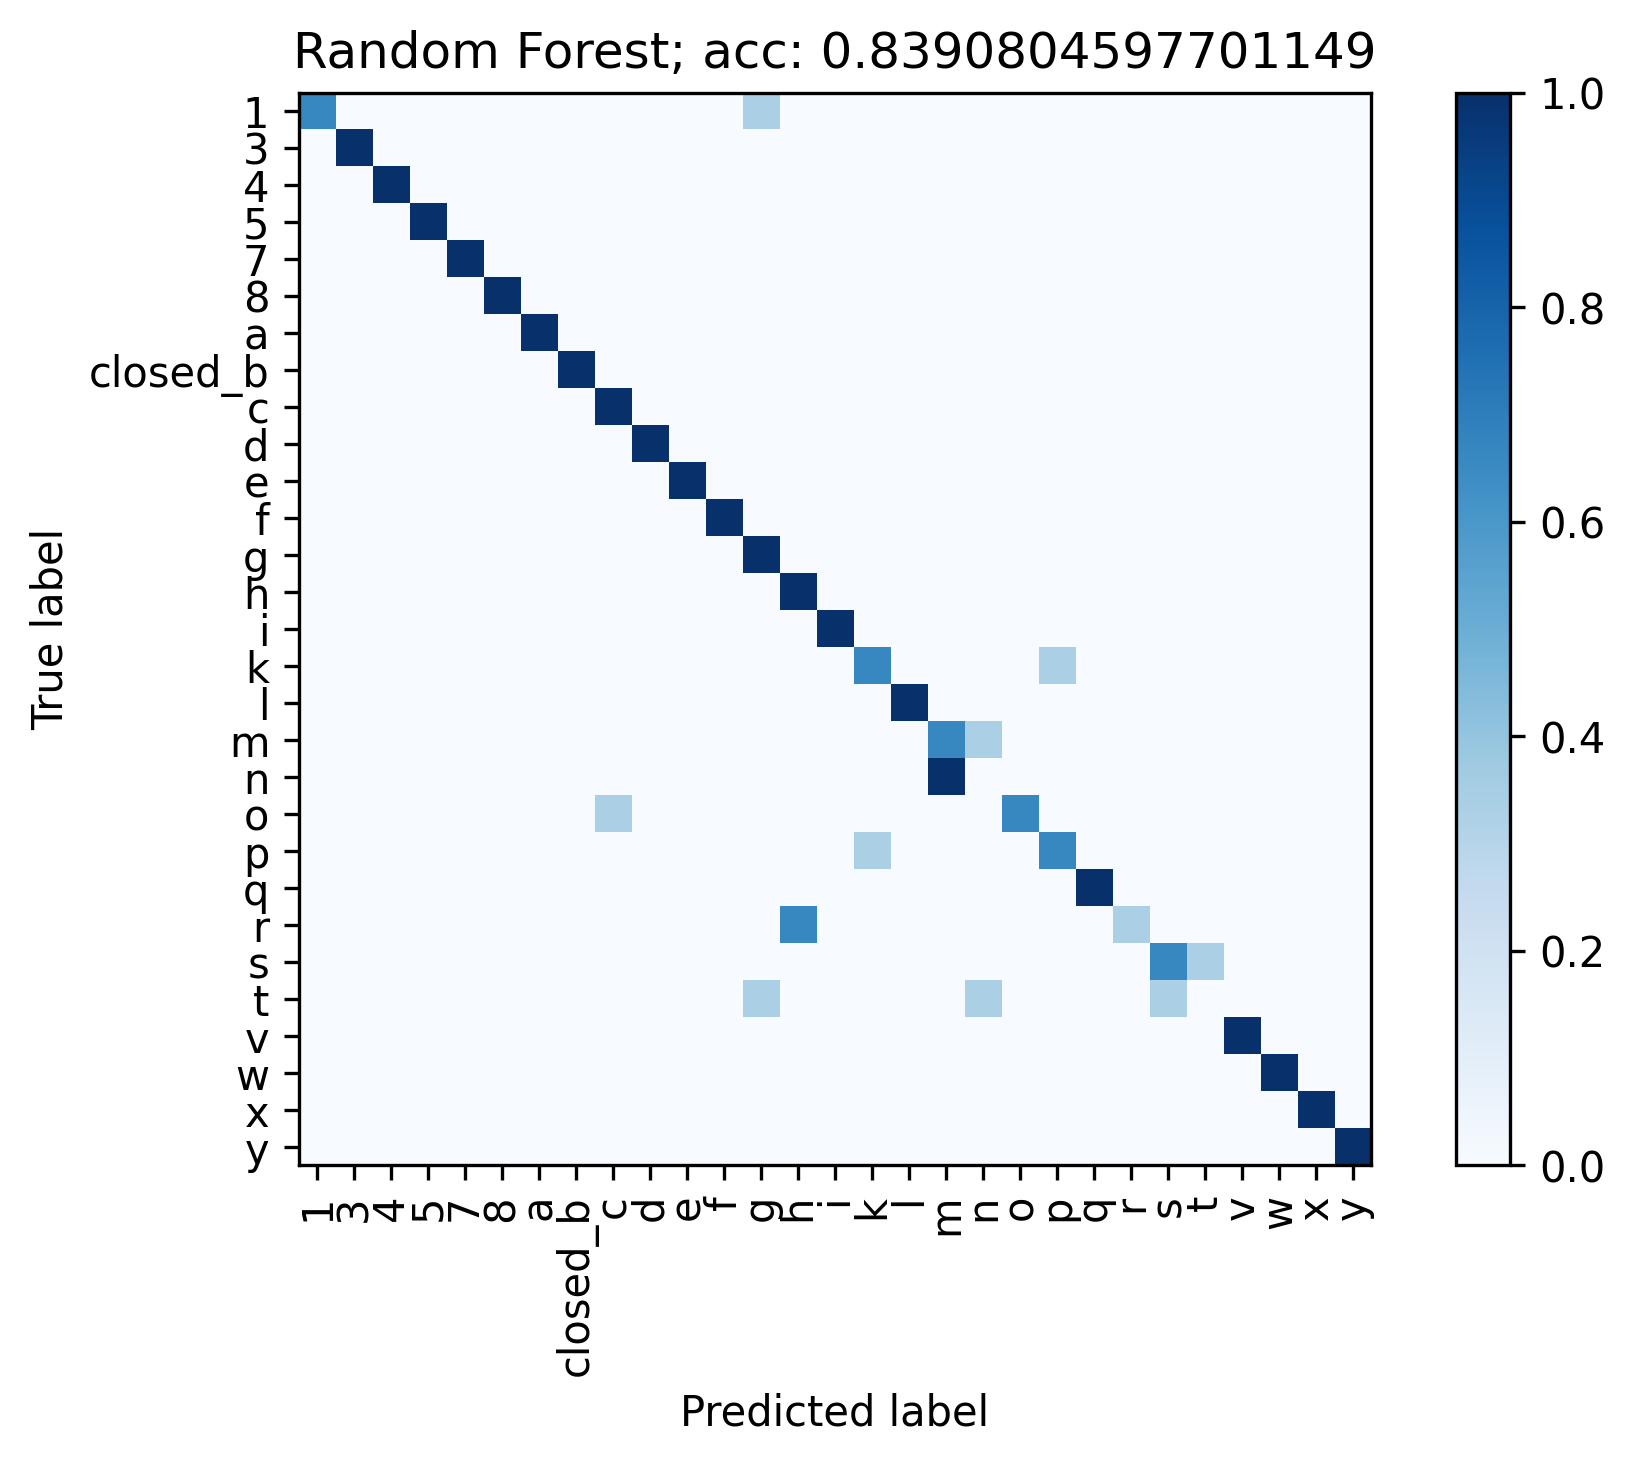 Random Forest; acc: 0.8390804597701149
True label
1
3
4
5
7
8
a
closed_b
c
d
e
f
g
h
i
k
l
m
n
o
p
q
r
s
t
v
w
x
y
1 3 4 5 7 8 a closed_b c d e f g h i k l m n o p q r s t v w x y
Predicted label
1.0
0.8
0.6
0.4
0.2
0.0